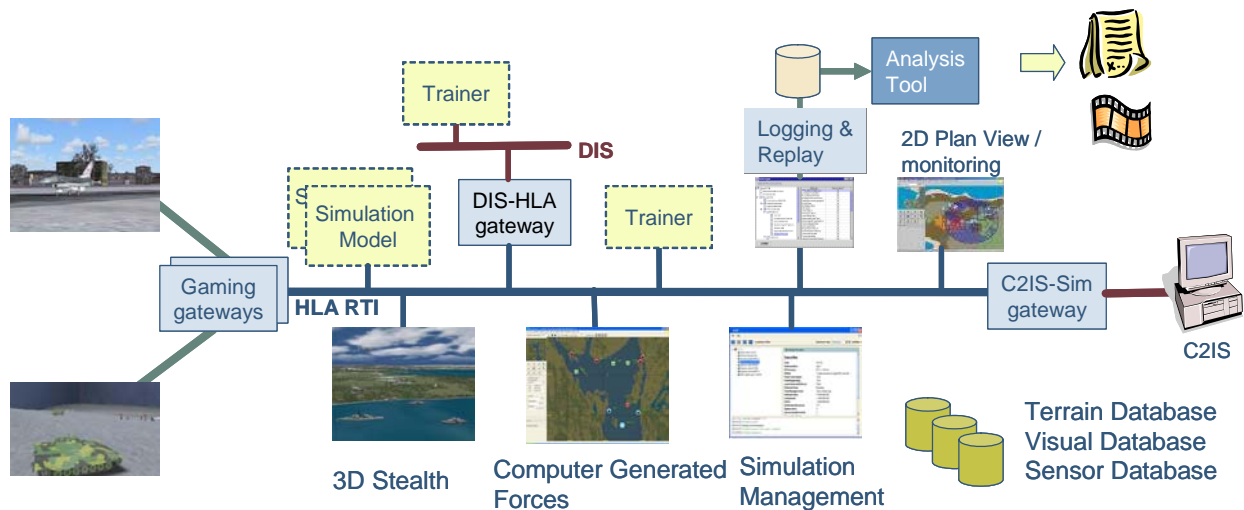 Analysis
Tool
Trainer
Logging &
Replay
2D Plan View /
monitoring
DIS
S
Simulation
Model
DIS-HLA
gateway
Trainer
Gaming
gateways
HLA RTI
C2IS-Sim
gateway
C2IS
3D Stealth
Computer Generated
Forces
Simulation
Management
Terrain Database
Visual Database
Sensor Database